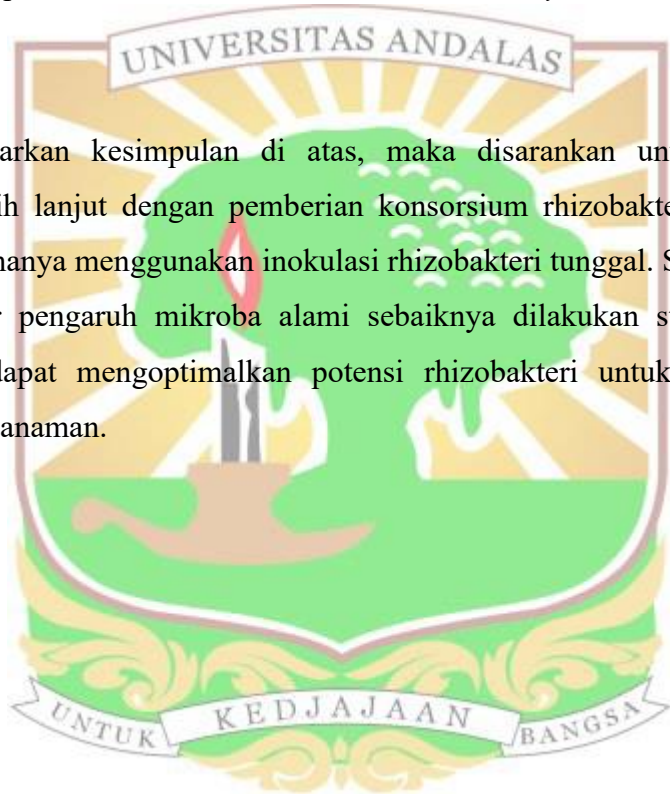 UNIVERSITAS ANDALAS
arkan kesimpulan di atas, maka disarankan un
ih lanjut dengan pemberian konsorsium rhizobakte
hanya menggunakan inokulasi rhizobakteri tunggal. S
r pengaruh mikroba alami sebaiknya dilakukan st
dapat mengoptimalkan potensi rhizobakteri untuk
anaman.
UNTUK KEDJAJAAN BANGSA